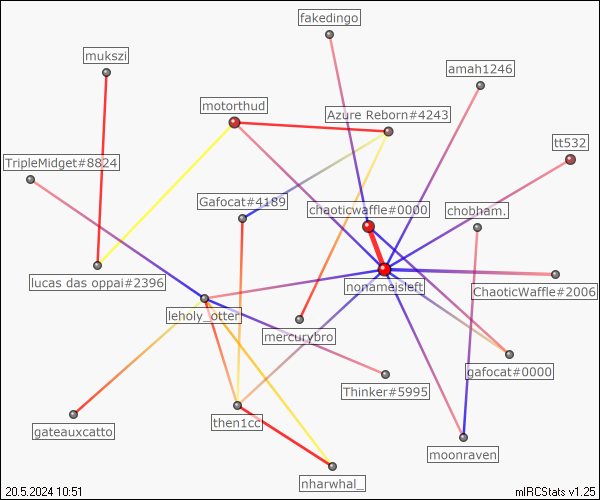 fakedingo
mukszi
amah1246
motorthud
Azure Reborn#4243
tt532
TripleMidget#8824
Gafocat#4189
chaoticwaffle#0000
chobham.
lucas das oppai#2396
nonameisleft
ChaoticWaffle#2006
leholy_otter
mercurybro
gafocat#0000
Thinker#5995
then1cc
gateauxcatto
moonraven
nharwhal_
20.5.2024 10:51
mIRCStats v1.25